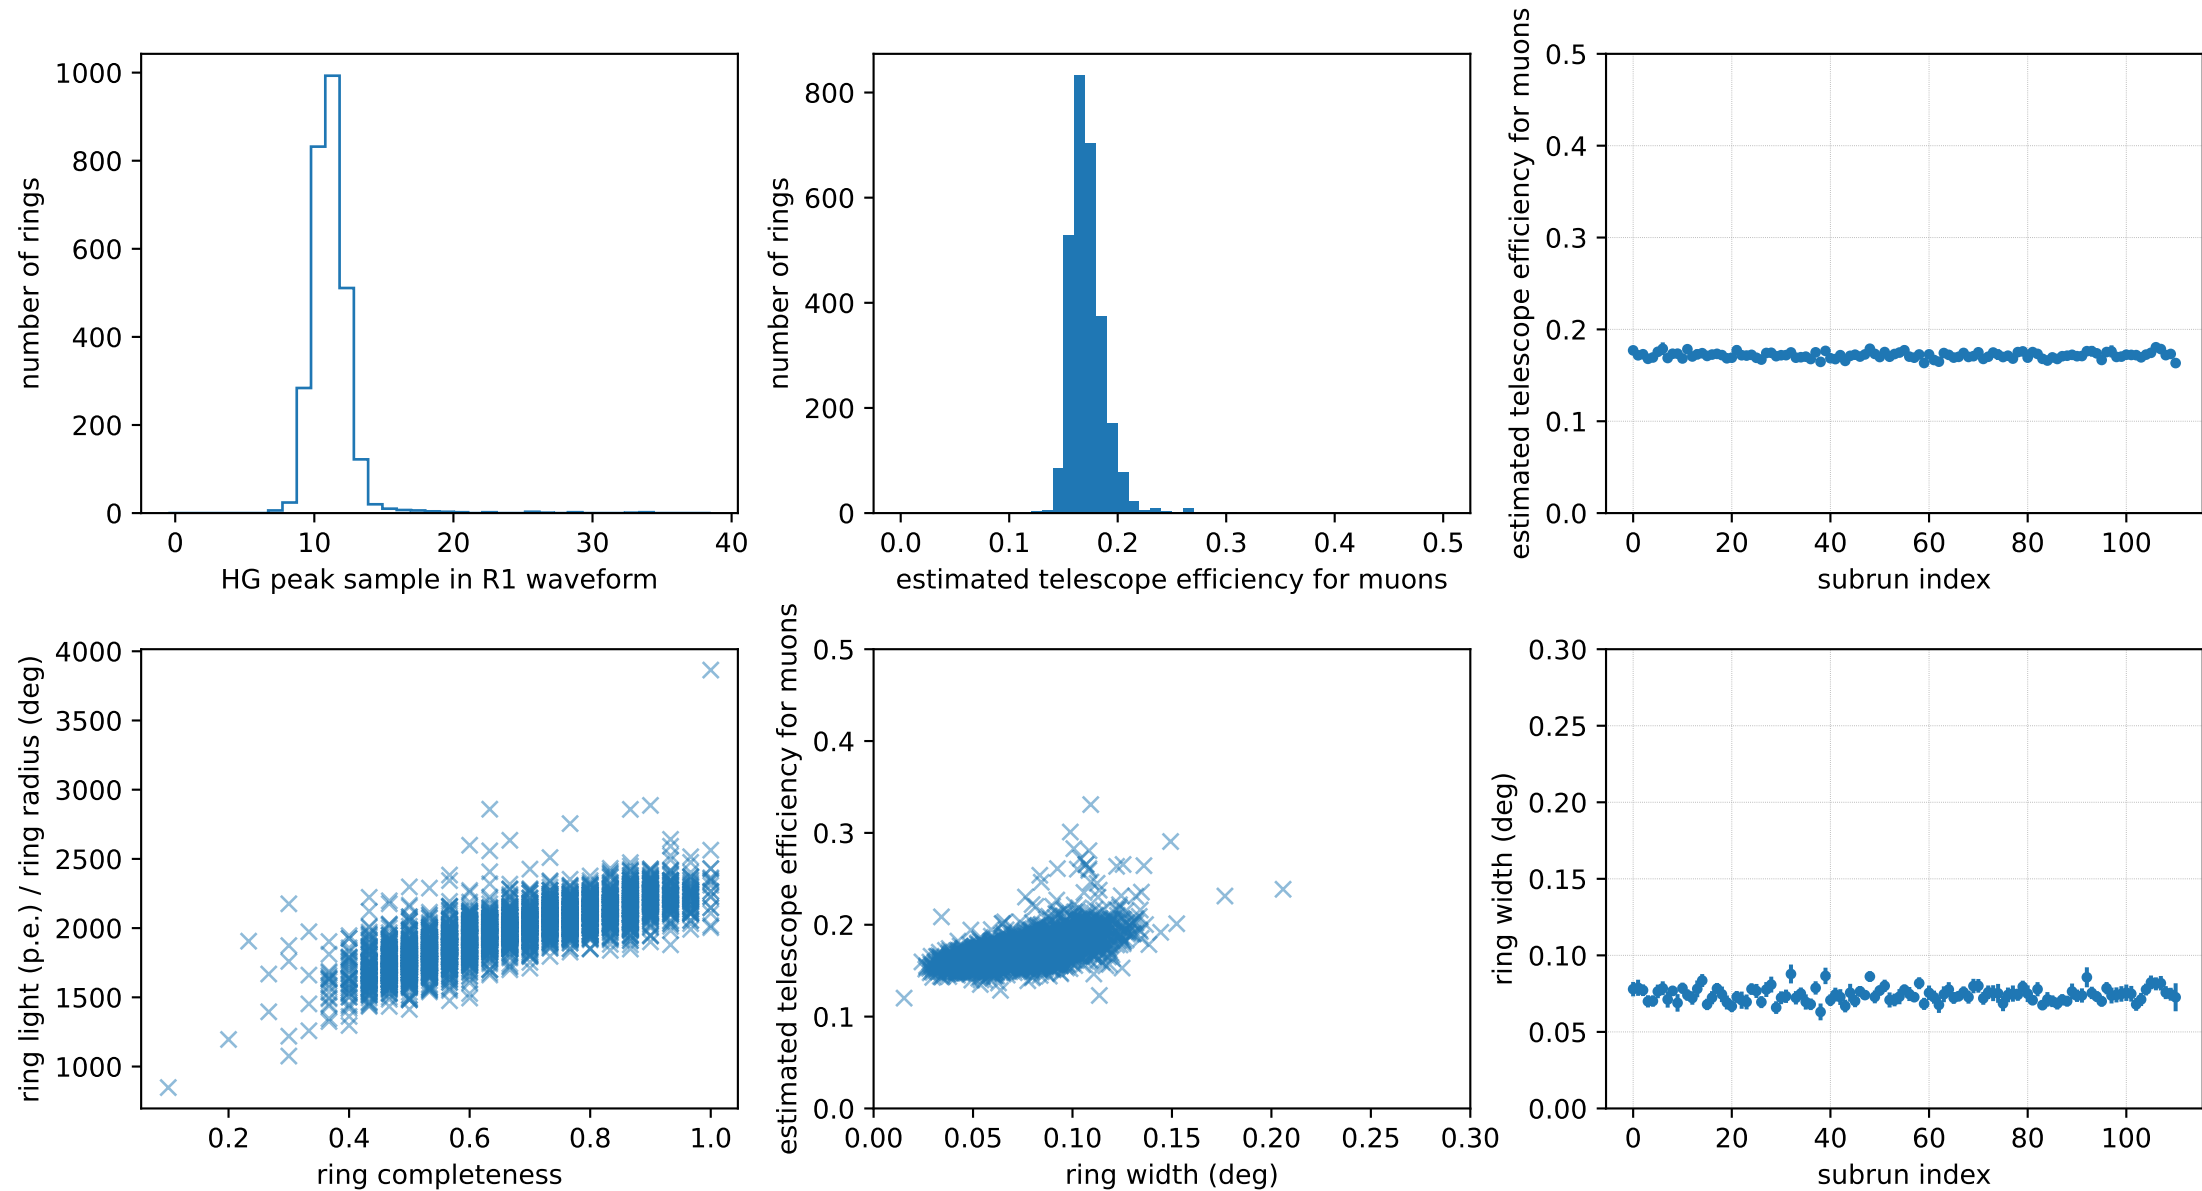 1000
800
600
400
200
0
number of rings
0 10 20 30 40
HG peak sample in R1 waveform
800
600
400
200
0
number of rings
0.0 0.1 0.2 0.3 0.4 0.5
estimated telescope efficiency for muons
0.5
0.4
0.3
0.2
0.1
0.0
estimated telescope efficiency for muons
0 20 40 60 80 100
subrun index
4000
3500
3000
2500
2000
1500
1000
ring light (p.e.) / ring radius (deg)
0.2 0.4 0.6 0.8 1.0
ring completeness
0.5
0.4
0.3
0.2
0.1
0.0
estimated telescope efficiency for muons
0.00 0.05 0.10 0.15 0.20 0.25 0.30
ring width (deg)
0.30
0.25
0.20
0.15
0.10
0.05
0.00
ring width (deg)
0 20 40 60 80 100
subrun index